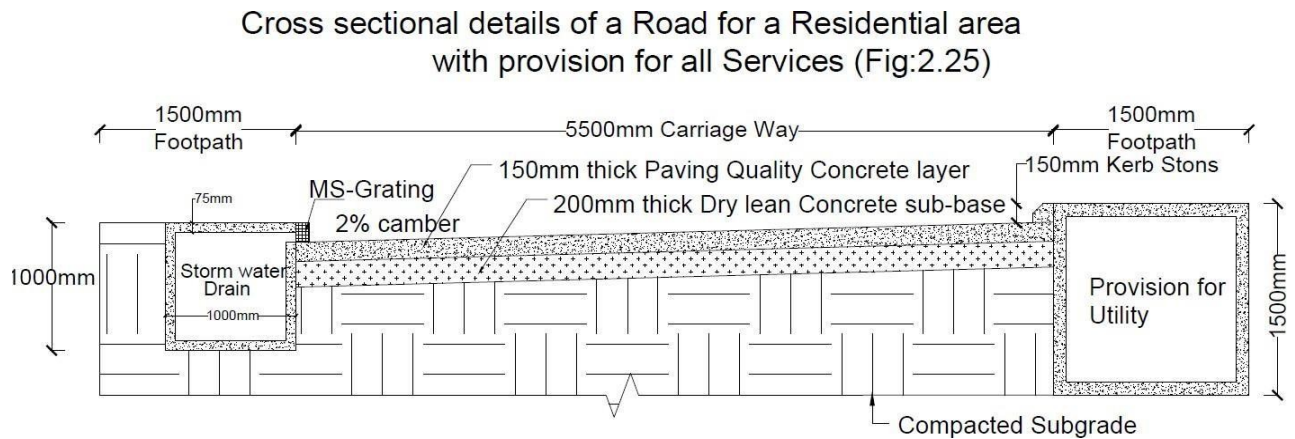 Cross sectional details of a Road for a Residential area
with provision for all Services (Fig:2.25)
1500mm
Footpath
5500mm Carriage Way
1500mm
Footpath
150mm Kerb Stons
150mm thick Paving Quality Concrete layer
MS-Grating
75mm
200mm thick Dry lean Concrete sub-base
2% camber
1000mm
Storm water
Drain
1000mm
Provision for
Utility
1500mm
Compacted Subgrade